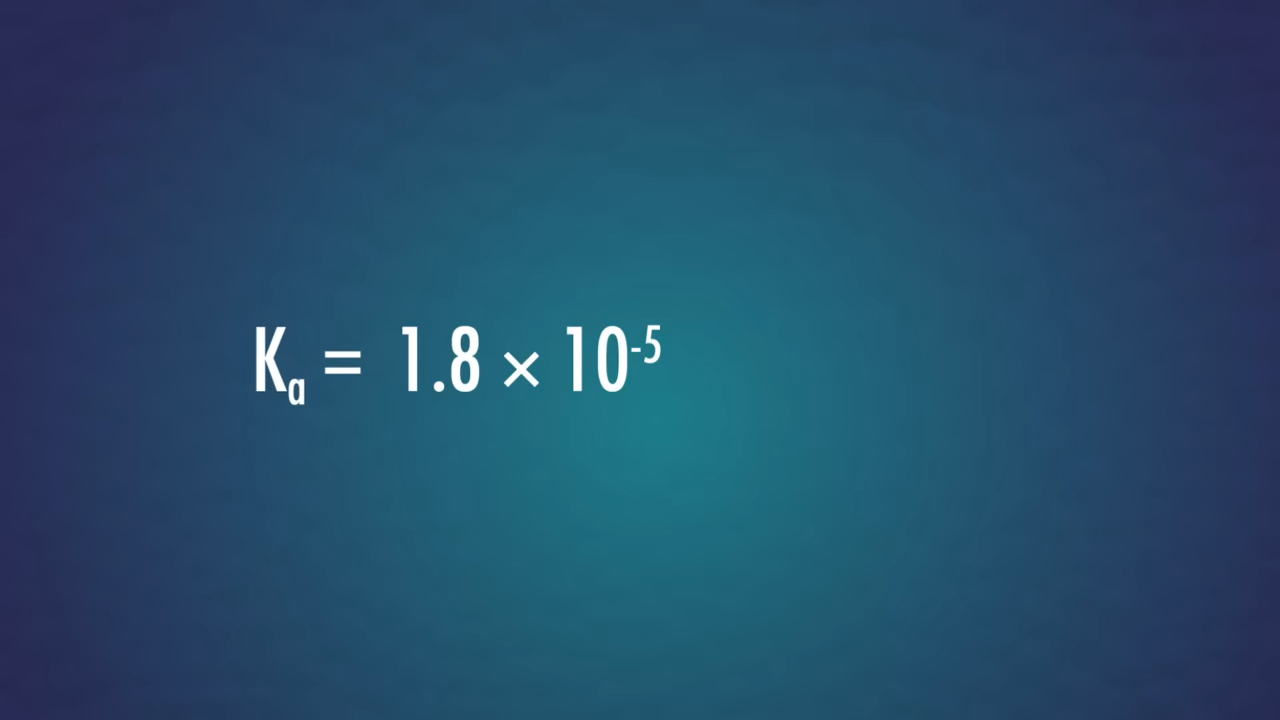 Kₐ = 1.8 × 10⁻⁵